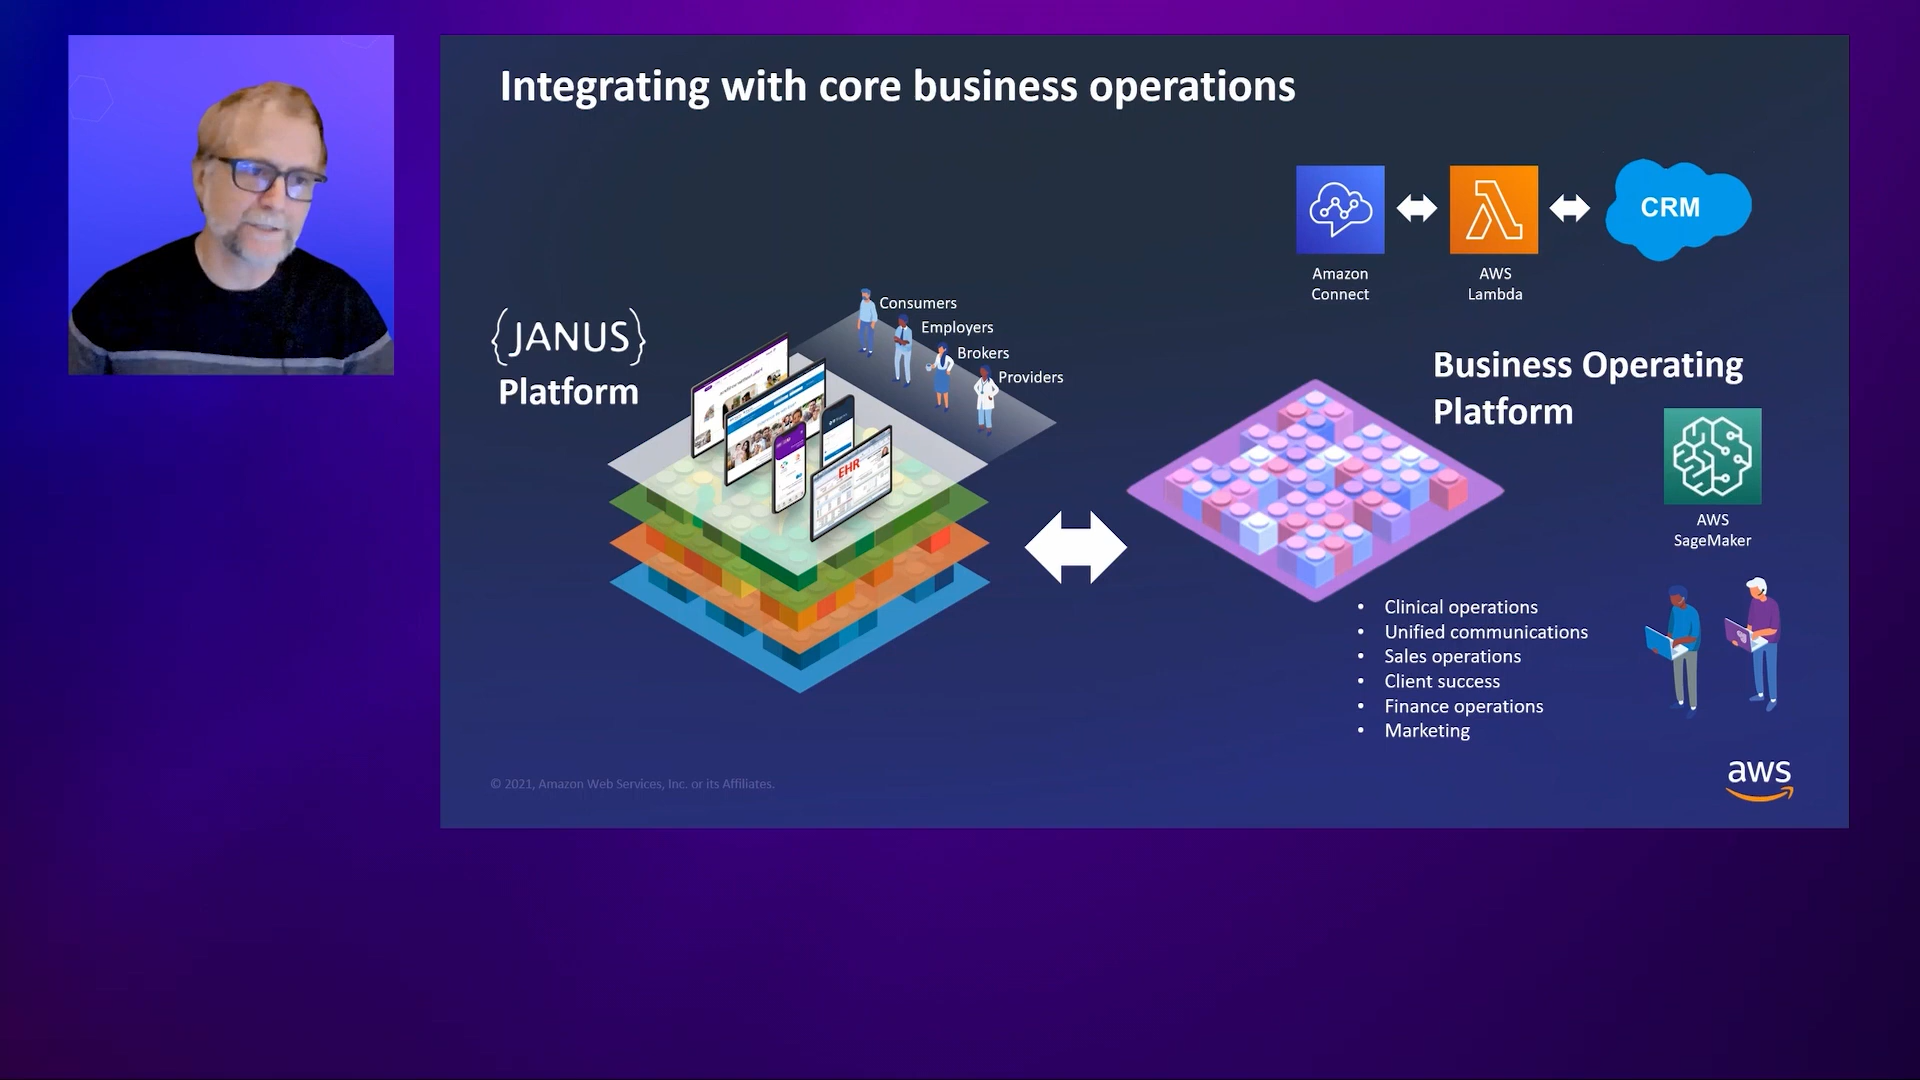 Integrating with core business operations
CRM
Amazon
Connect
AWS
Lambda
Consumers
Employers
Brokers
Providers
{JANUS}
Platform
EHR
Business Operating
Platform
AWS
SageMaker
• Clinical operations
• Unified communications
• Sales operations
• Client success
• Finance operations
• Marketing
© 2021, Amazon Web Services, Inc. or its Affiliates.
aws